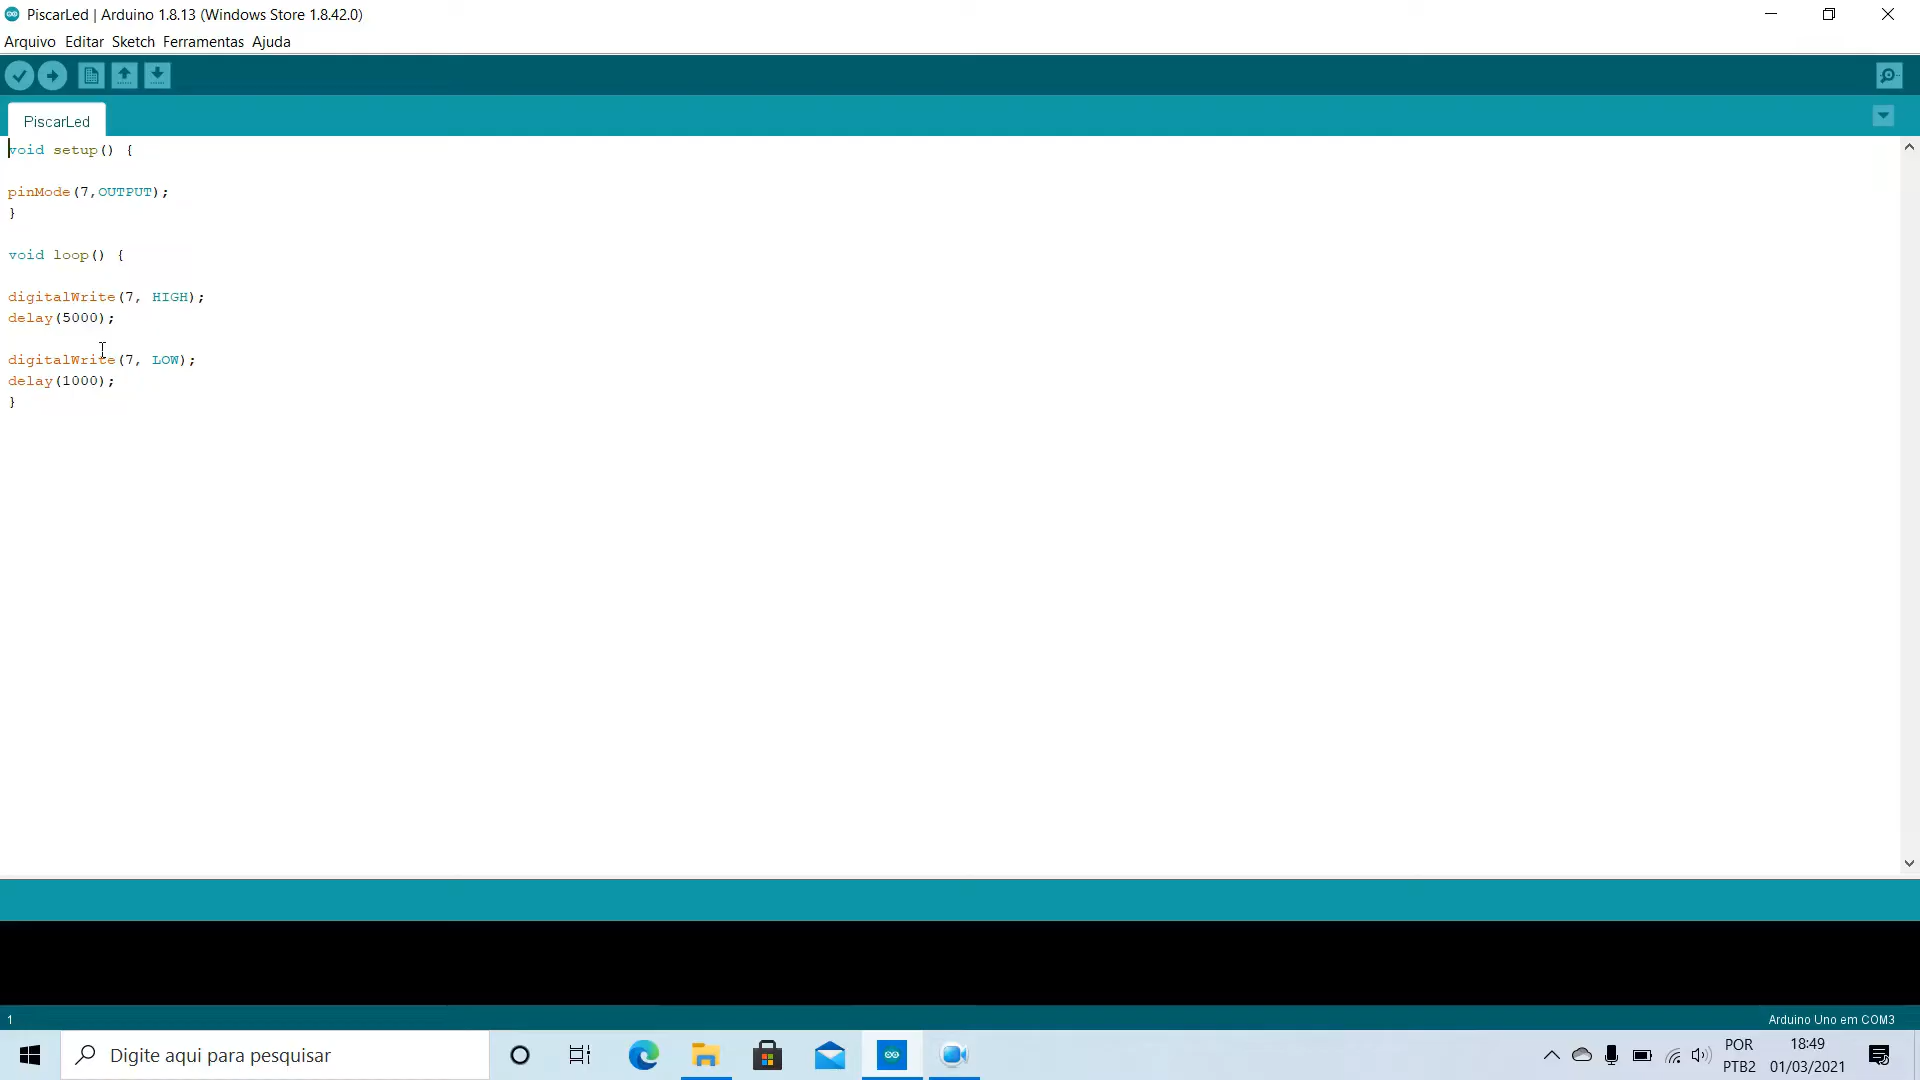 PiscarLed | Arduino 1.8.13 (Windows Store 1.8.42.0)
Arquivo Editar Sketch Ferramentas Ajuda
PiscarLed
void setup() {
pinMode(7,OUTPUT);
}
void loop() {
digitalWrite(7, HIGH);
delay(5000);
digitalWrite(7, LOW);
delay(1000);
}
1
Arduino Uno em COM3
Digite aqui para pesquisar
POR
PTB2
18:49
01/03/2021